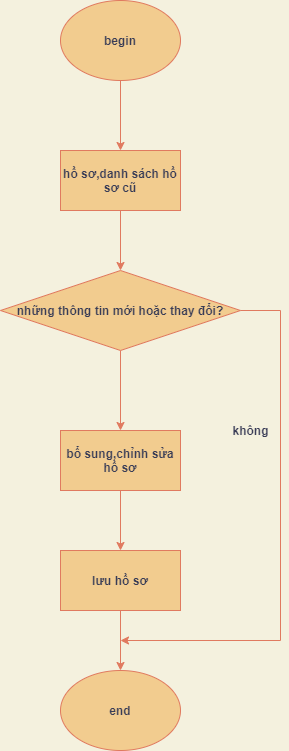 begin
hồ sơ,danh sách hồ
sơ cũ
những thông tin mới hoặc thay đổi?
không
bổ sung,chỉnh sửa
hồ sơ
lưu hồ sơ
end